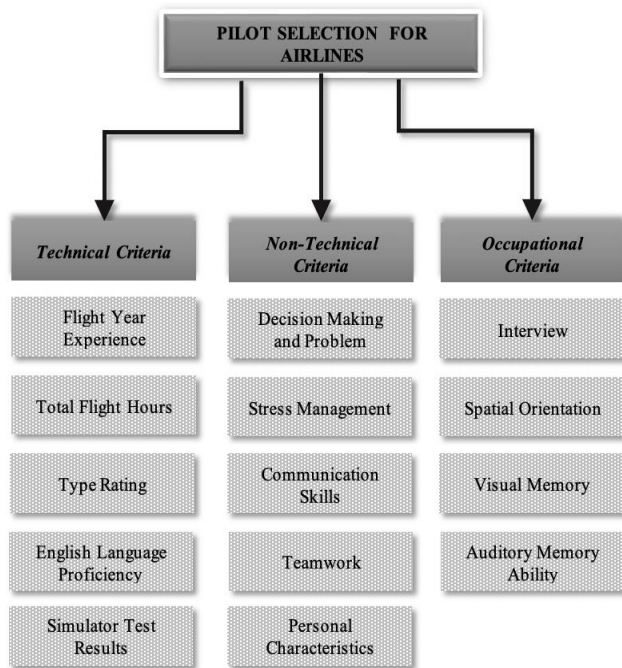 PILOT SELECTION FOR
AIRLINES
Technical Criteria
Non-Technical
Criteria
Occupational
Criteria
Flight Year
Experience
Decision Making
and Problem
Interview
Total Flight Hours
Stress Management
Spatial Orientation
Type Rating
Communication
Skills
Visual Memory
English Language
Proficiency
Teamwork
Auditory Memory
Ability
Simulator Test
Results
Personal
Characteristics